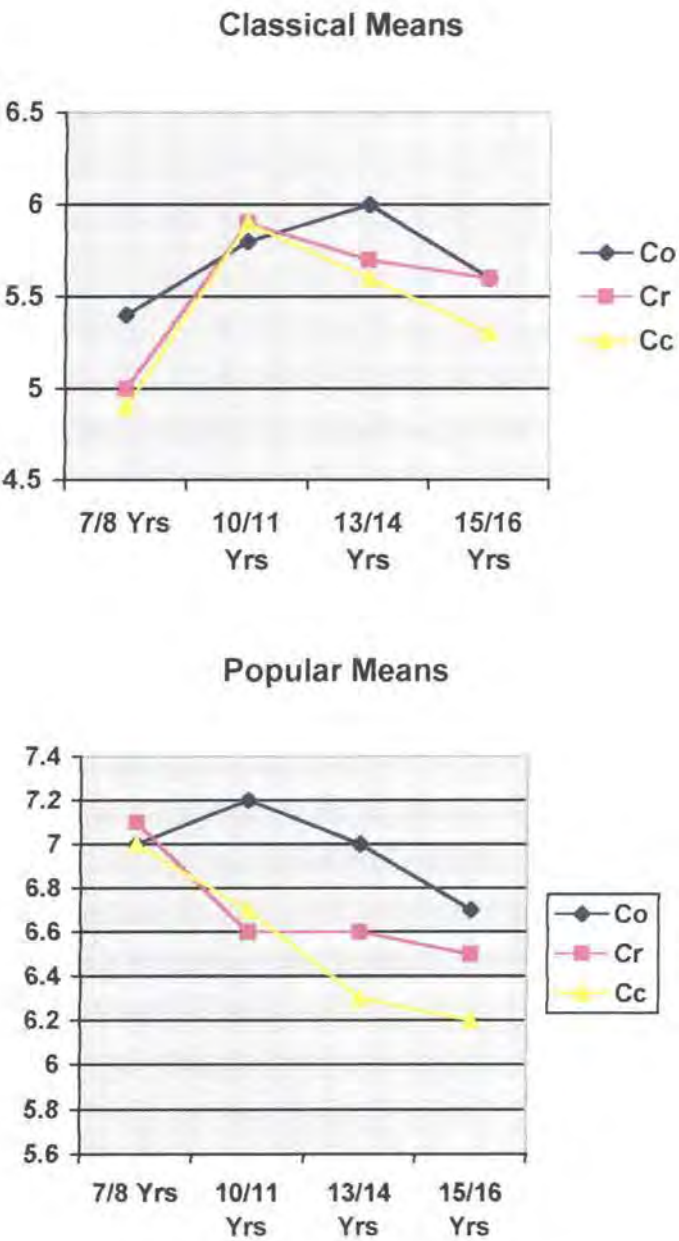 Classical Means
6.5
6
5.5
5
4.5
7/8 Yrs
10/11
Yrs
13/14
Yrs
15/16
Yrs
Co
Cr
Cc
Popular Means
7.4
7.2
7
6.8
6.6
6.4
6.2
6
5.8
5.6
7/8 Yrs
10/11
Yrs
13/14
Yrs
15/16
Yrs
Co
Cr
Cc